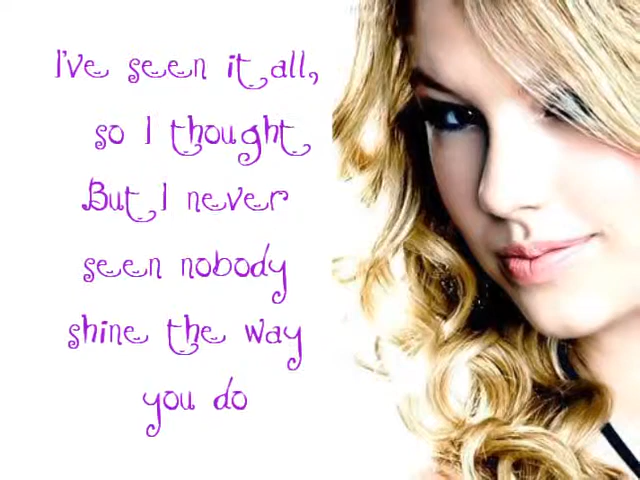 I've seen it all,
so I thought
But I never
seen nobody
shine the way
you do